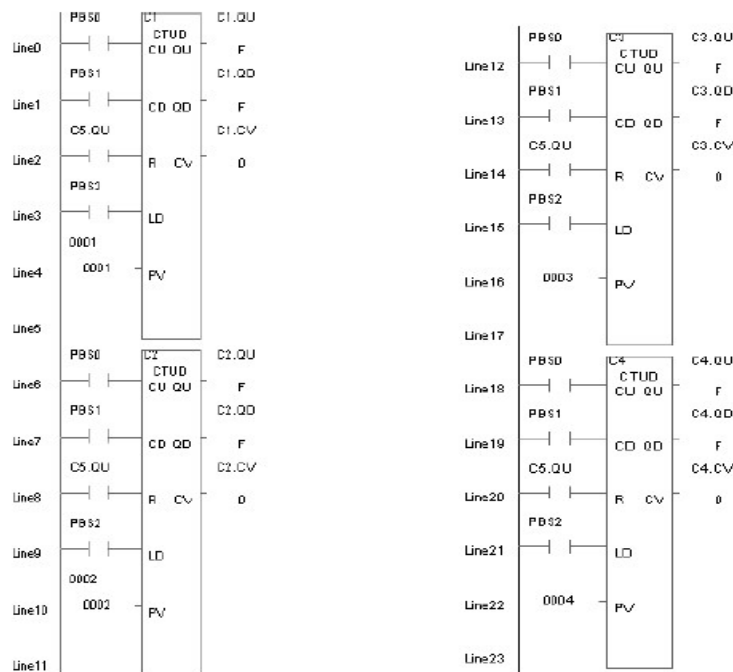 PBS0 C1 C1.QU
CTUD
Line0 CU QU F
PBS1 C1.QD
Line1 CD QD F
C5.QU C1.CV
Line2 R CV 0
PBS2
Line3 LD
0001
Line4 0001 PV
Line5
PBS0 C2 C2.QU
CTUD
Line6 CU QU F
PBS1 C2.QD
Line7 CD QD F
C5.QU C2.CV
Line8 R CV 0
PBS2
Line9 LD
0002
Line10 0002 PV
Line11
PBS0 C3 C3.QU
CTUD
Line12 CU QU F
PBS1 C3.QD
Line13 CD QD F
C5.QU C3.CV
Line14 R CV 0
PBS2
Line15 LD
Line16 0003 PV
Line17
PBS0 C4 C4.QU
CTUD
Line18 CU QU F
PBS1 C4.QD
Line19 CD QD F
C5.QU C4.CV
Line20 R CV 0
PBS2
Line21 LD
Line22 0004 PV
Line23